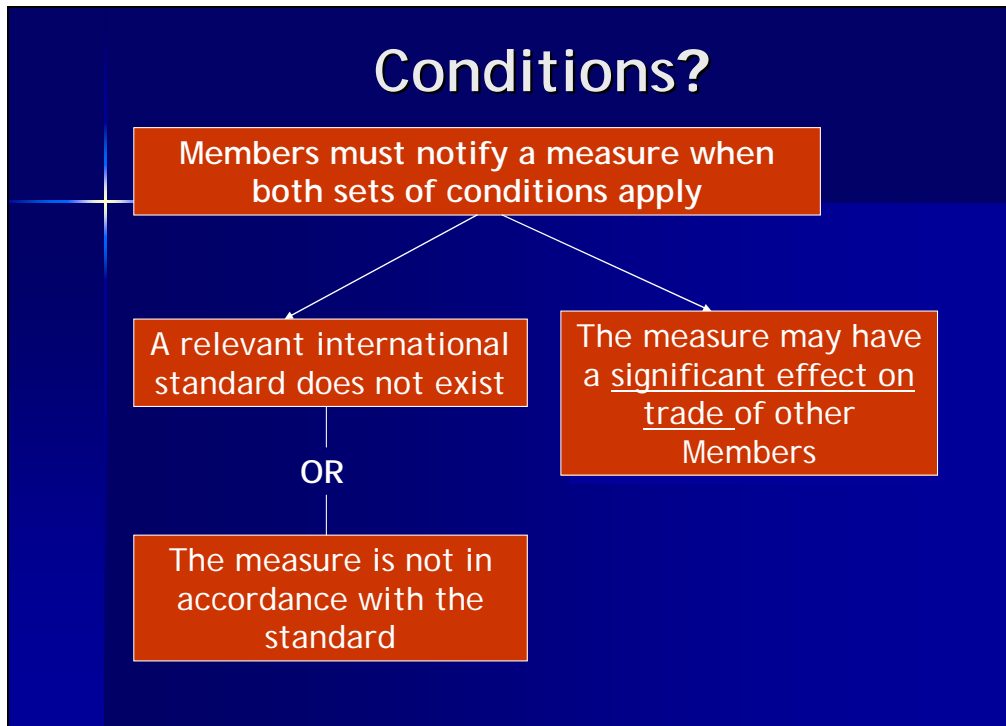 Conditions?
Members must notify a measure when
both sets of conditions apply
A relevant international
standard does not exist
OR
The measure is not in
accordance with the
standard
The measure may have
a significant effect on
trade of other
Members